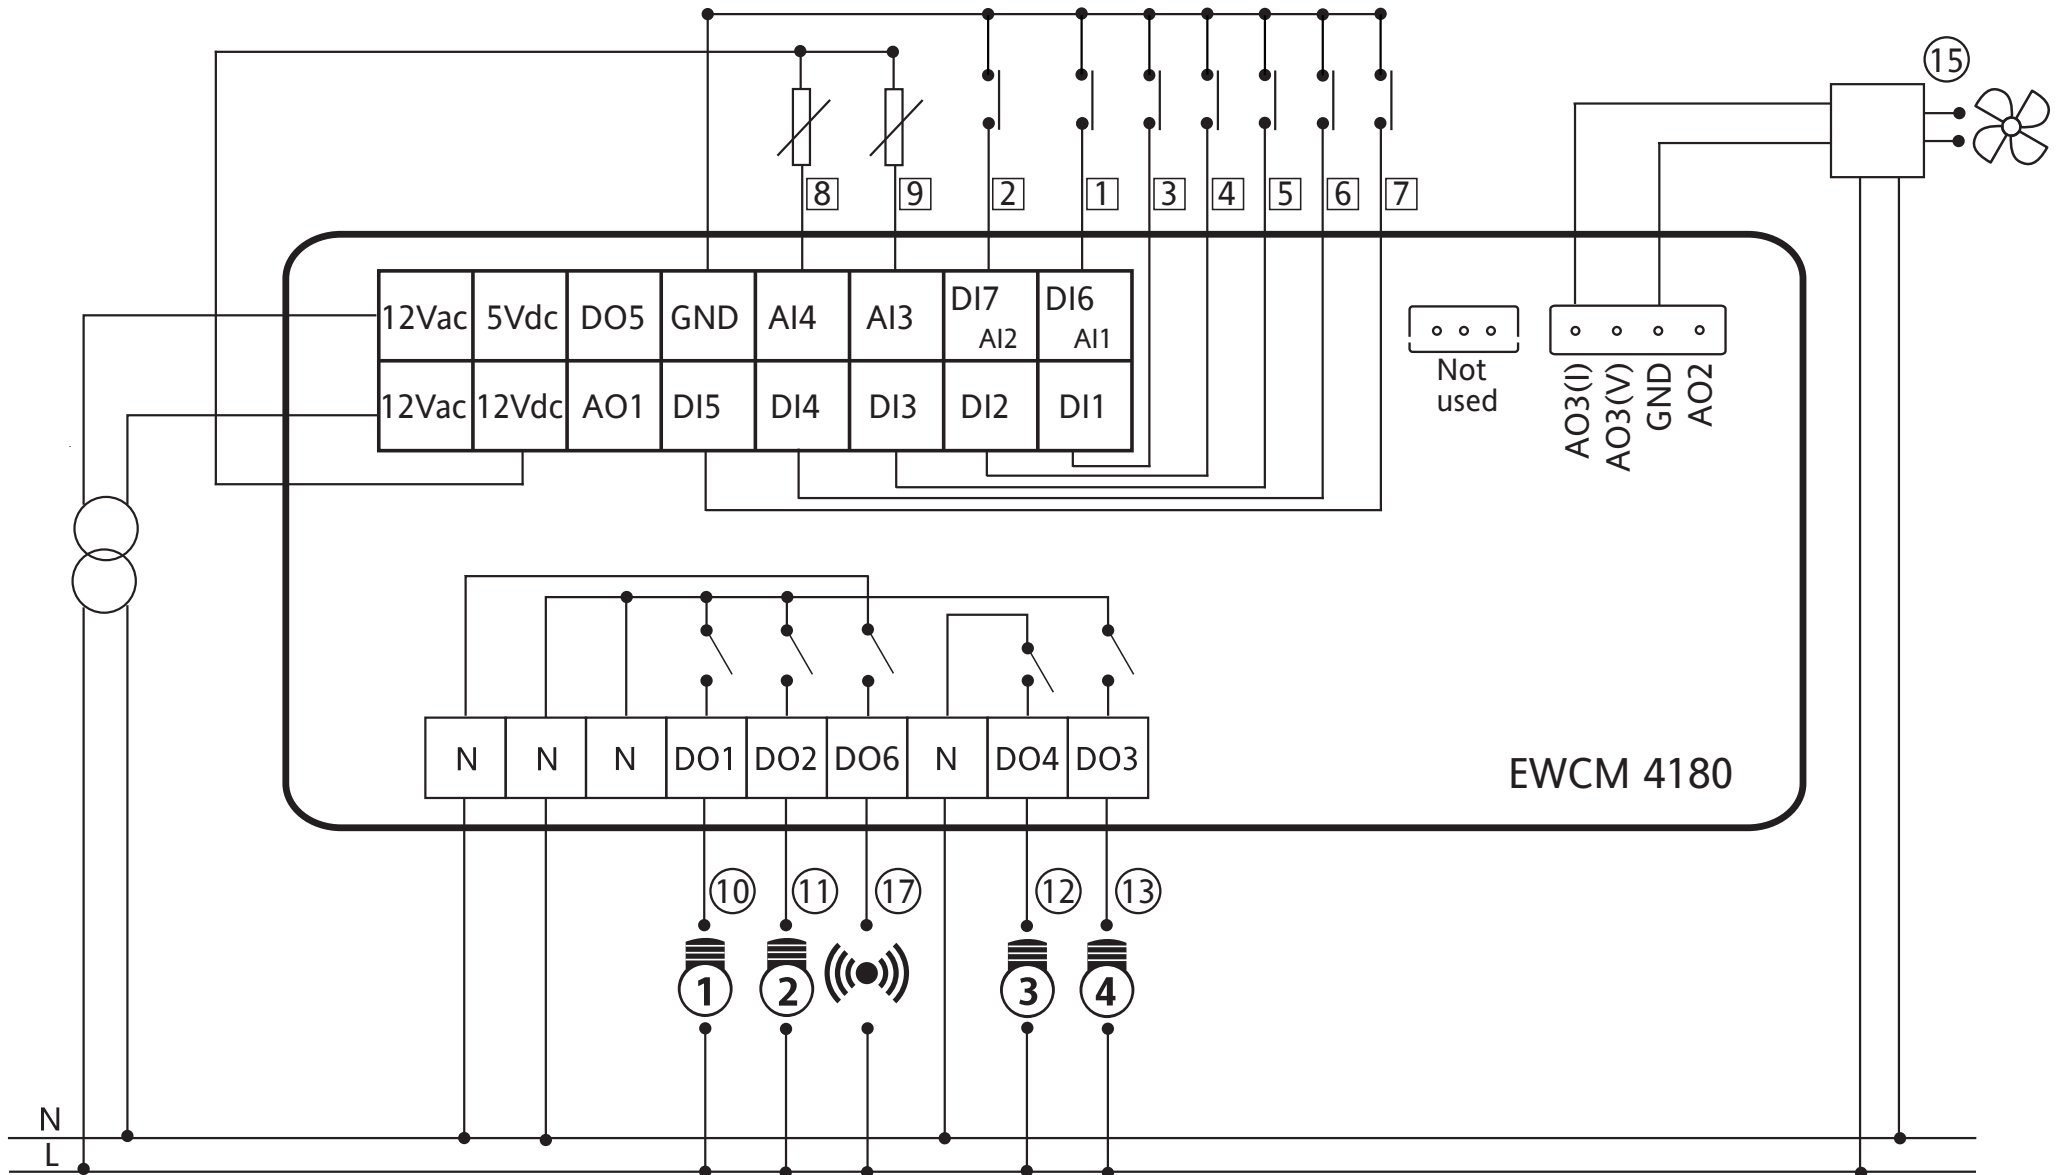 15
8 9 2 1 3 4 5 6 7
12Vac 5Vdc DO5 GND AI4 AI3 DI7 AI2 DI6 AI1
12Vac 12Vdc AO1 DI5 DI4 DI3 DI2 DI1
Not
used
AO3(I)
AO3(V)
GND
AO2
N N N DO1 DO2 DO6 N DO4 DO3
EWCM 4180
10 11 17 12 13
1 2 3 4
N
L